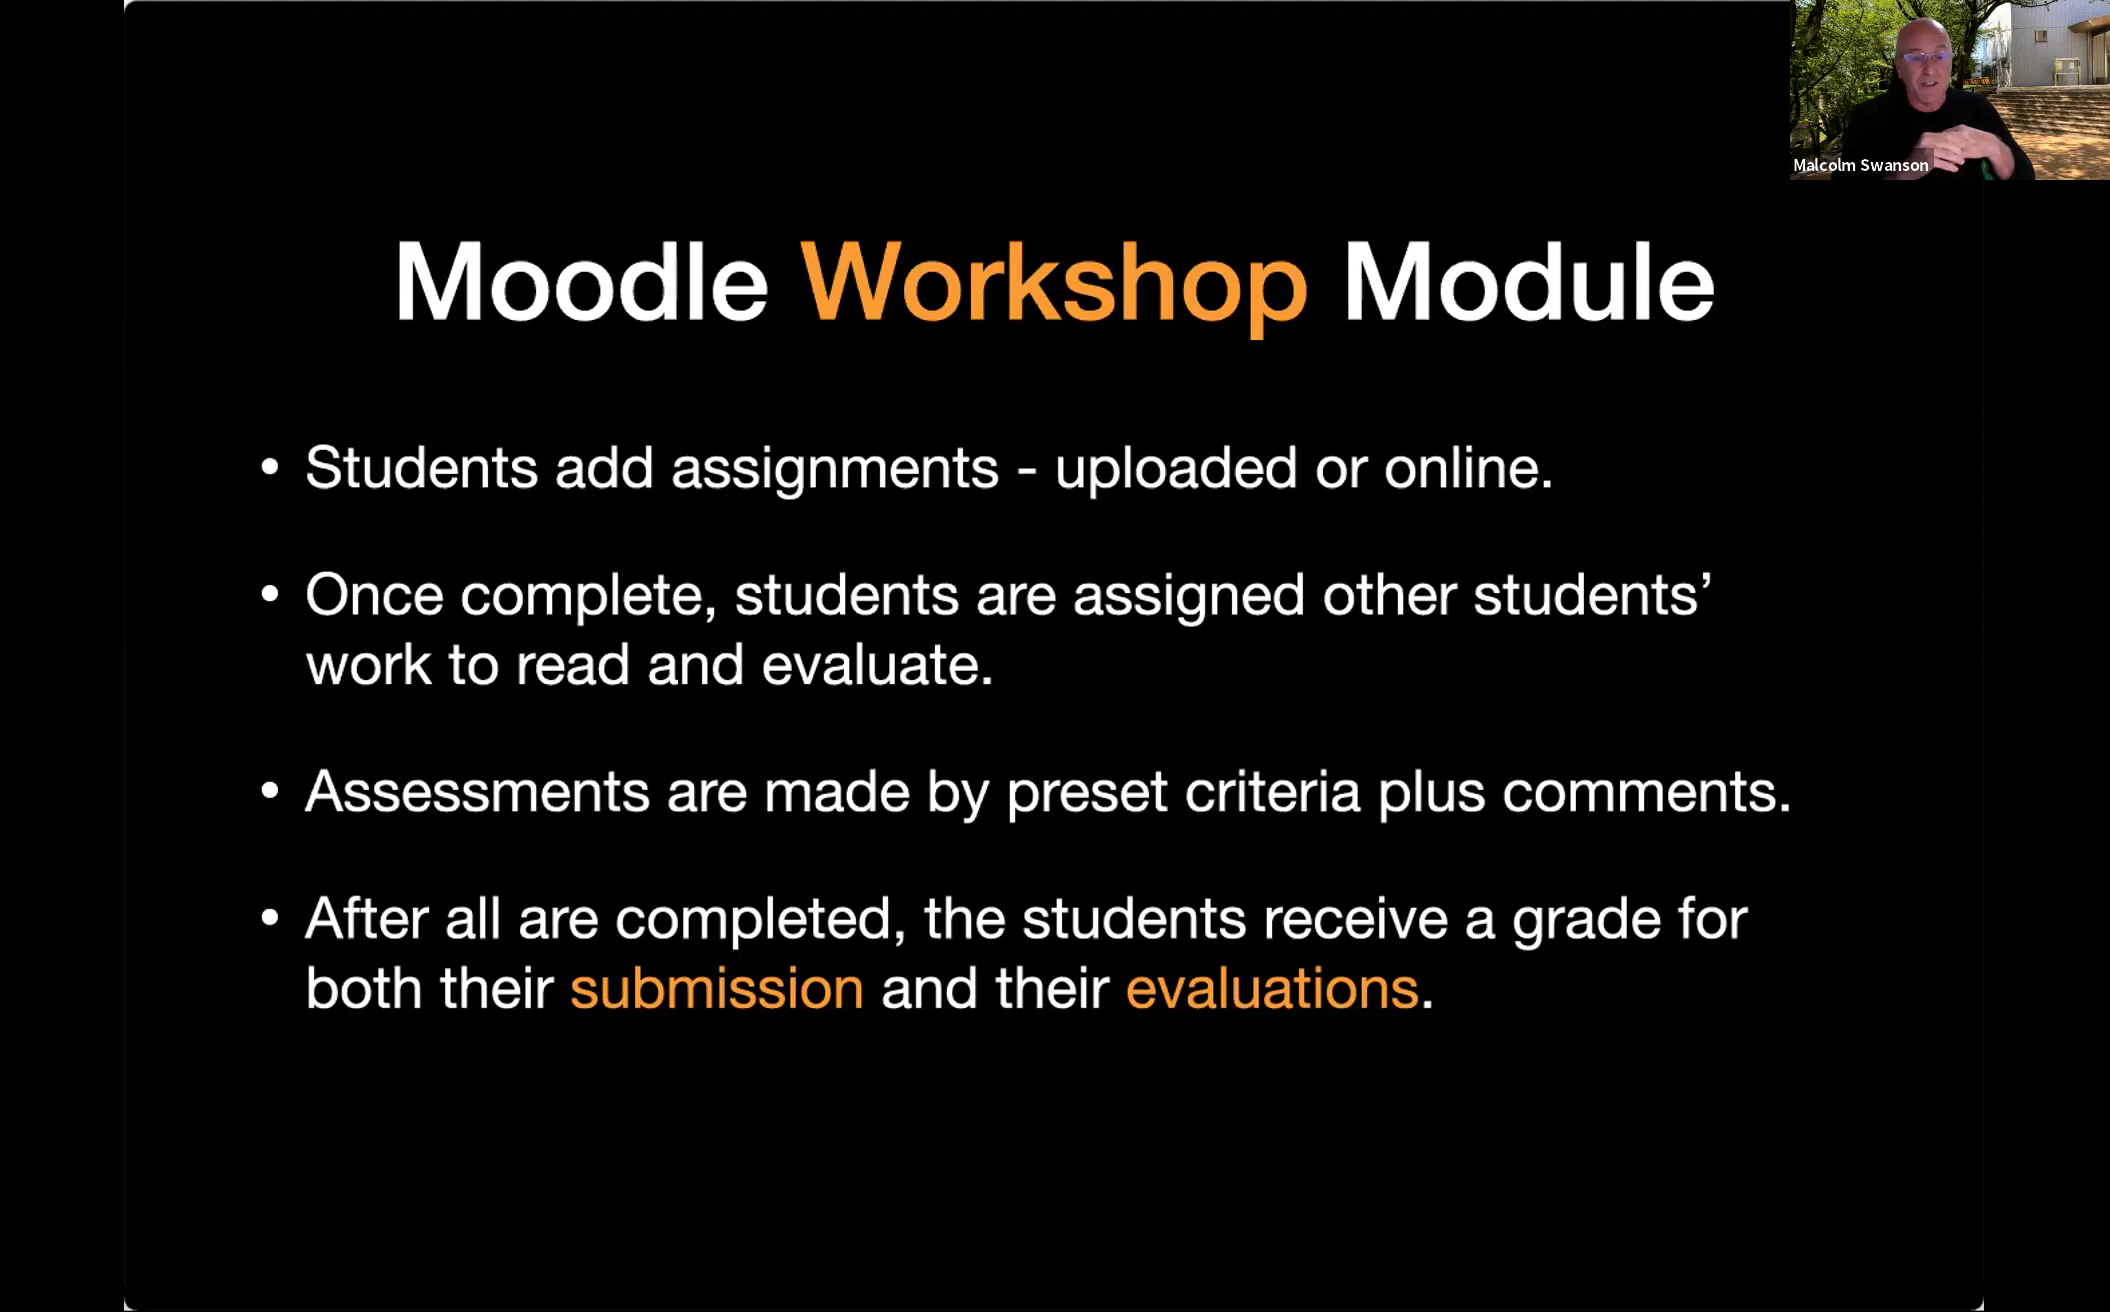 Malcolm Swanson
Moodle Workshop Module
• Students add assignments - uploaded or online.
• Once complete, students are assigned other students’
work to read and evaluate.
• Assessments are made by preset criteria plus comments.
• After all are completed, the students receive a grade for
both their submission and their evaluations.